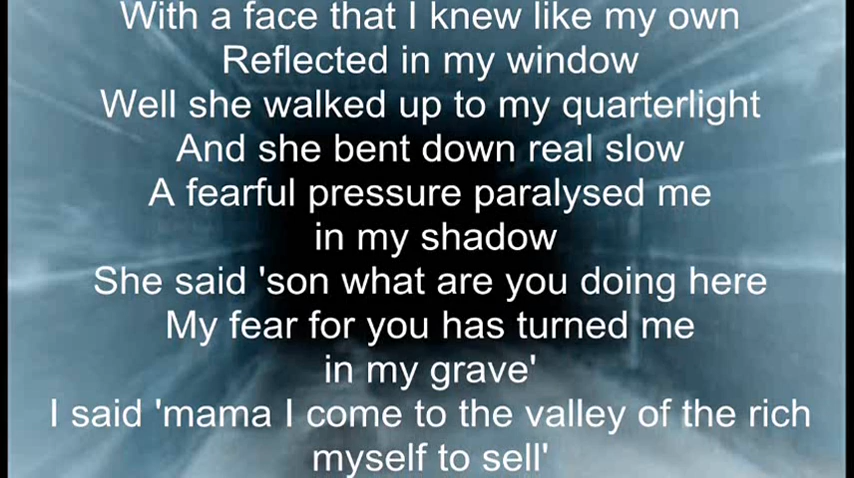 With a face that I knew like my own
Reflected in my window
Well she walked up to my quarterlight
And she bent down real slow
A fearful pressure paralysed me
in my shadow
She said 'son what are you doing here
My fear for you has turned me
in my grave'
I said 'mama I come to the valley of the rich
myself to sell'